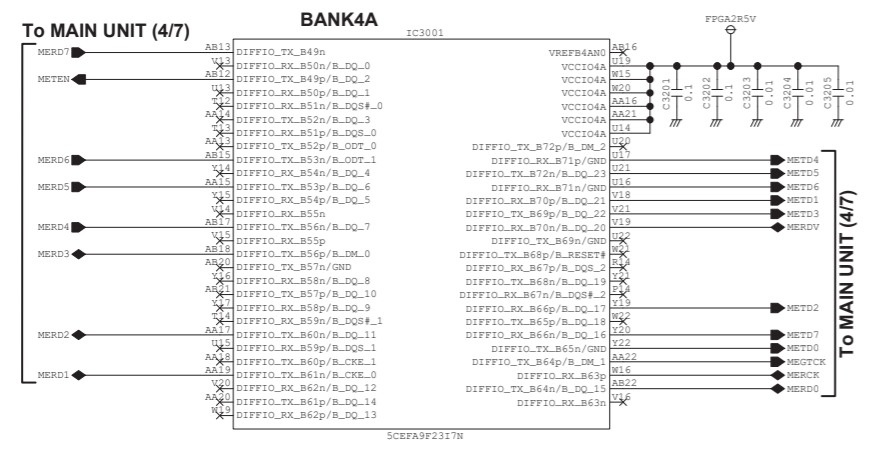 BANK4A
To MAIN UNIT (4/7)
IC3001
FPGA2R5V
MERD7 AB13 DIFFIO_TX_B49n
V13 DIFFIO_RX_B50n/B_DQ_0
METEN AB12 DIFFIO_TX_B49p/B_DQ_2
U13 DIFFIO_RX_B50p/B_DQ_1
T12 DIFFIO_RX_B51n/B_DQS#_0
AA14 DIFFIO_TX_B52n/B_DQ_3
T13 DIFFIO_RX_B51p/B_DQS_0
AA13 DIFFIO_TX_B52p/B_ODT_0
MERD6 AB15 DIFFIO_TX_B53n/B_ODT_1
Y14 DIFFIO_RX_B54n/B_DQ_4
MERD5 AA15 DIFFIO_TX_B53p/B_DQ_6
Y15 DIFFIO_RX_B54p/B_DQ_5
V14 DIFFIO_RX_B55n
MERD4 AB17 DIFFIO_TX_B56n/B_DQ_7
V15 DIFFIO_RX_B55p
MERD3 AB18 DIFFIO_TX_B56p/B_DM_0
AB20 DIFFIO_TX_B57n/GND
Y16 DIFFIO_RX_B58n/B_DQ_8
AB21 DIFFIO_TX_B57p/B_DQ_10
Y17 DIFFIO_RX_B58p/B_DQ_9
T14 DIFFIO_RX_B59n/B_DQS#_1
MERD2 AA17 DIFFIO_TX_B60n/B_DQ_11
U15 DIFFIO_RX_B59p/B_DQS_1
AA18 DIFFIO_TX_B60p/B_CKE_1
MERD1 AA19 DIFFIO_TX_B61n/B_CKE_0
V20 DIFFIO_RX_B62n/B_DQ_12
AA20 DIFFIO_TX_B61p/B_DQ_14
W19 DIFFIO_RX_B62p/B_DQ_13
VREFB4AN0 AB16
VCCIO4A U19
VCCIO4A W15
VCCIO4A W20
VCCIO4A AA16
VCCIO4A AA21
VCCIO4A U14
DIFFIO_TX_B72p/B_DM_2 U20
DIFFIO_RX_B71p/GND U17 METD4
DIFFIO_TX_B72n/B_DQ_23 U21 METD5
DIFFIO_RX_B71n/GND U16 METD6
DIFFIO_RX_B70p/B_DQ_21 V18 METD1
DIFFIO_TX_B69p/B_DQ_22 V21 METD3
DIFFIO_RX_B70n/B_DQ_20 V19 MERDV
DIFFIO_TX_B69n/GND U22
DIFFIO_TX_B68p/B_RESET# W21
DIFFIO_RX_B67p/B_DQS_2 R14
DIFFIO_TX_B68n/B_DQ_19 Y21
DIFFIO_RX_B67n/B_DQS#_2 P14
DIFFIO_RX_B66p/B_DQ_17 Y19 METD2
DIFFIO_TX_B65p/B_DQ_18 W22
DIFFIO_RX_B66n/B_DQ_16 Y20 METD7
DIFFIO_TX_B65n/GND Y22 METD0
DIFFIO_TX_B64p/B_DM_1 AA22 MEGTCK
DIFFIO_RX_B63p W16 MERCK
DIFFIO_TX_B64n/B_DQ_15 AB22 MERD0
DIFFIO_RX_B63n V16
C3201 0.1
C3202 0.1
C3203 0.01
C3204 0.01
C3205 0.01
To MAIN UNIT (4/7)
5CEFA9F23I7N